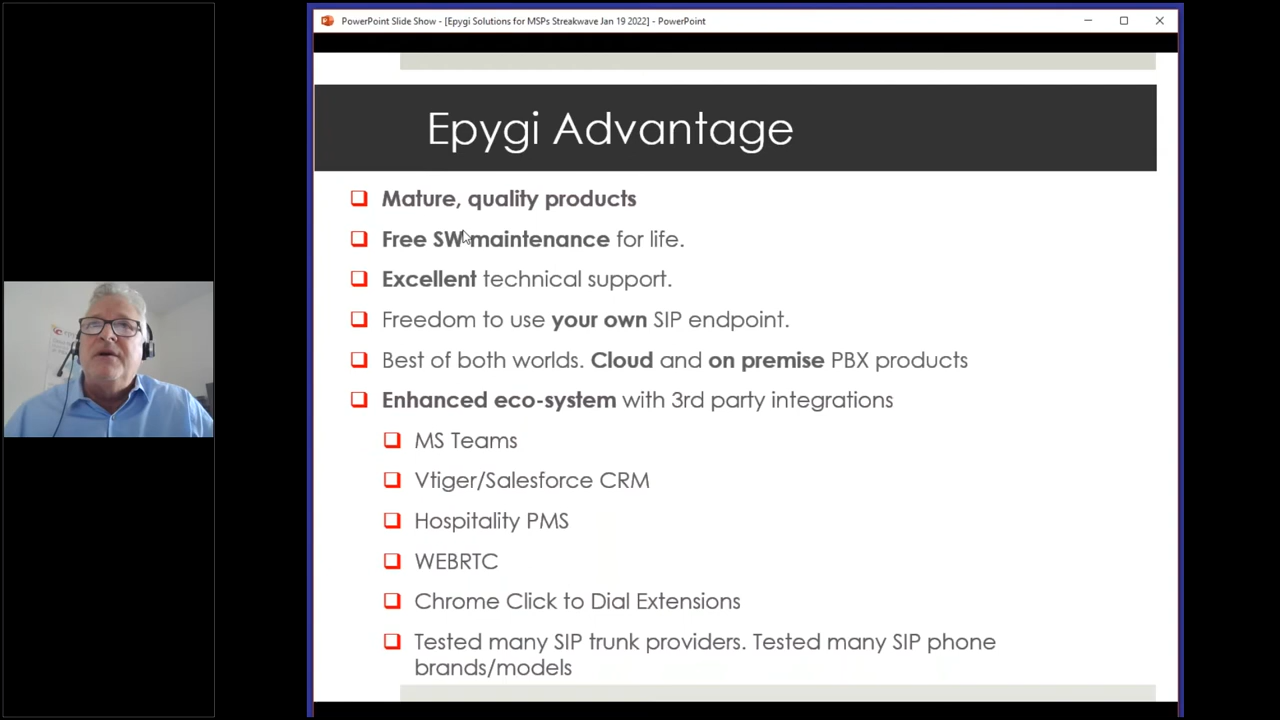 PowerPoint Slide Show - [Epygi Solutions for MSPs Streakwave Jan 19 2022] - PowerPoint
Epygi Advantage
Mature, quality products
Free SW maintenance for life.
Excellent technical support.
Freedom to use your own SIP endpoint.
Best of both worlds. Cloud and on premise PBX products
Enhanced eco-system with 3rd party integrations
MS Teams
Vtiger/Salesforce CRM
Hospitality PMS
WEBRTC
Chrome Click to Dial Extensions
Tested many SIP trunk providers. Tested many SIP phone
brands/models